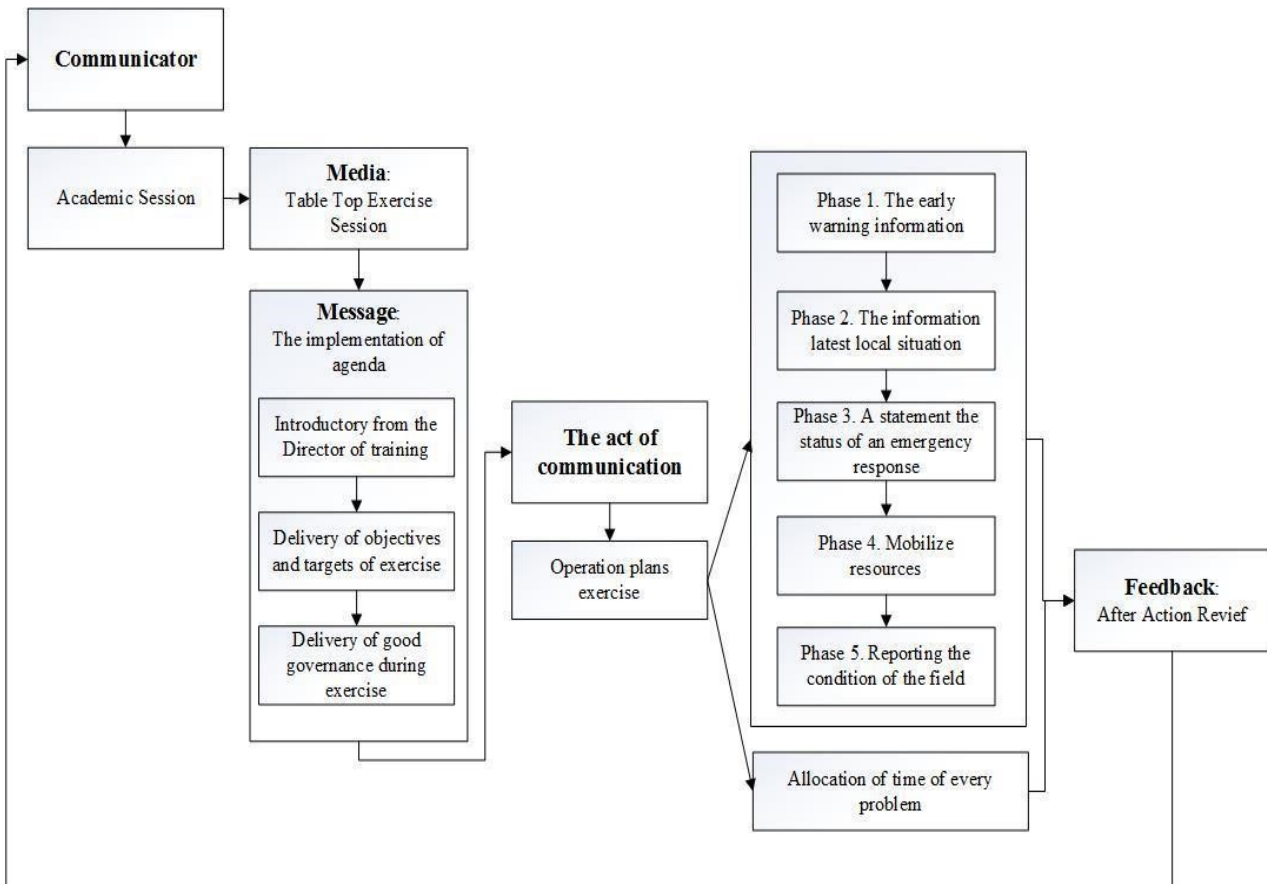 Communicator
Academic Session
Media:
Table Top Exercise
Session
Message:
The implementation of
agenda
Introductory from the
Director of training
Delivery of objectives
and targets of exercise
Delivery of good
governance during
exercise
The act of
communication
Operation plans
exercise
Phase 1. The early
warning information
Phase 2. The information
latest local situation
Phase 3. A statement the
status of an emergency
response
Phase 4. Mobilize
resources
Phase 5. Reporting the
condition of the field
Allocation of time of every
problem
Feedback:
After Action Revief